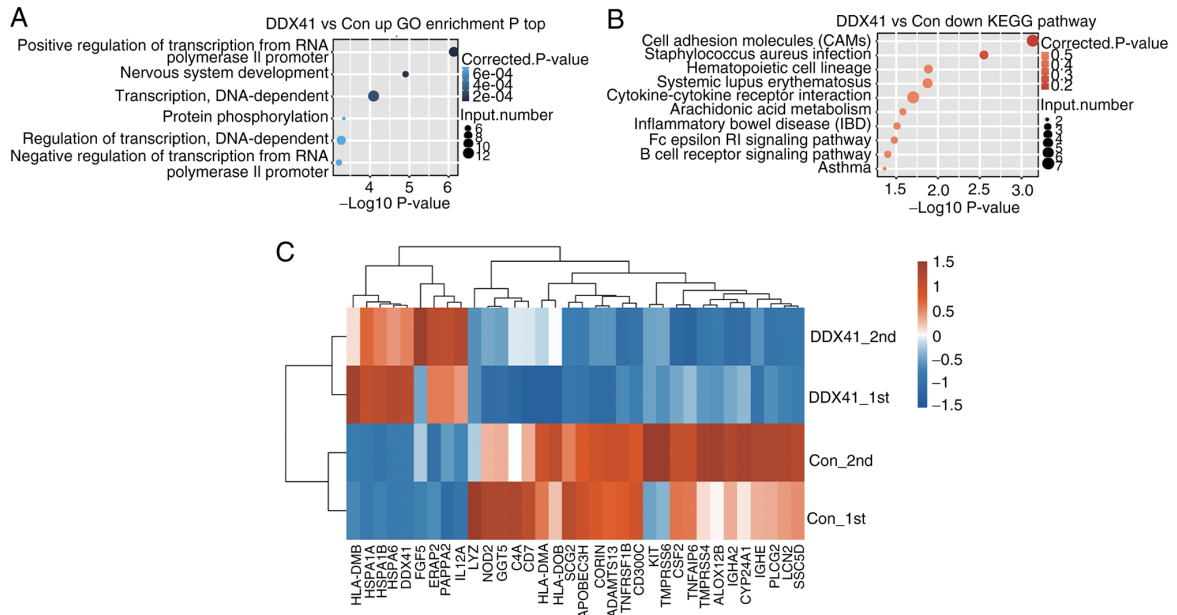 A
DDX41 vs Con up GO enrichment P top
Positive regulation of transcription from RNA
polymerase II promoter
Nervous system development
Transcription, DNA-dependent
Protein phosphorylation
Regulation of transcription, DNA-dependent
Negative regulation of transcription from RNA
polymerase II promoter
4 5 6
−Log10 P-value
Corrected.P-value
6e-04
4e-04
2e-04
Input.number
6
8
10
12
B
DDX41 vs Con down KEGG pathway
Cell adhesion molecules (CAMs)
Staphylococcus aureus infection
Hematopoietic cell lineage
Systemic lupus erythematosus
Cytokine-cytokine receptor interaction
Arachidonic acid metabolism
Inflammatory bowel disease (IBD)
Fc epsilon RI signaling pathway
B cell receptor signaling pathway
Asthma
1.5 2.0 2.5 3.0
−Log10 P-value
Corrected.P-value
0.5
0.4
0.3
0.2
Input.number
2
3
4
5
6
7
C
DDX41_2nd
DDX41_1st
Con_2nd
Con_1st
1.5
1
0.5
0
−0.5
−1
−1.5
HLA-DMB
HSPA1A
HSPA1B
HSPA6
DDX41
FGF5
ERAP2
PAPPA2
IL12A
LYZ
NOD2
GGT5
C4A
CD7
HLA-DMA
HLA-DOB
SCG2
APOBEC3H
CORIN
ADAMTS13
TNFRSF1B
CD300C
KIT
TMPRSS6
CSF2
TNFAIP6
TMPRSS4
ALOX12B
IGHA2
CYP24A1
IGHE
PLCG2
LCN2
SSC5D